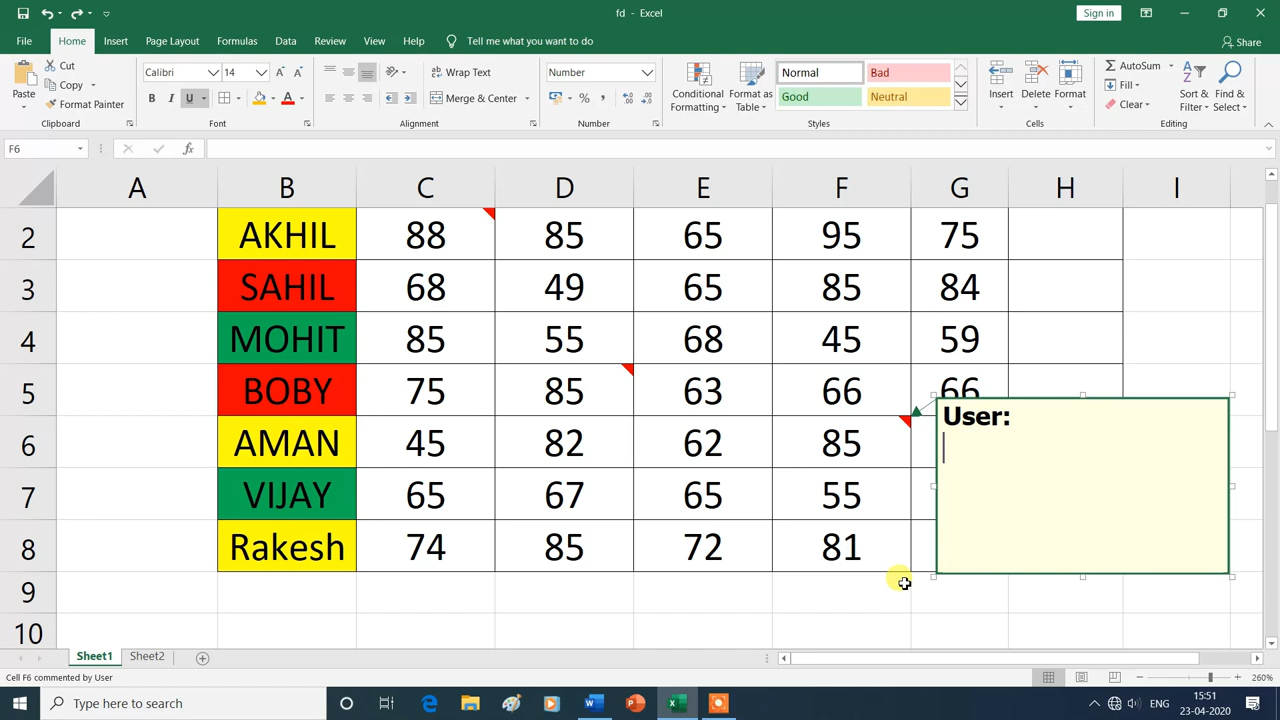 fd - Excel
Sign in
File Home Insert Page Layout Formulas Data Review View Help Tell me what you want to do Share
Paste Cut Copy Format Painter Clipboard
Calibri 14 B I U A A A Font
Wrap Text Merge & Center Alignment
Number % , Number
Conditional Formatting Format as Table Normal Bad Good Neutral Styles
Insert Delete Format Cells
AutoSum Fill Clear Sort & Filter Find & Select Editing
F6 fx
A B C D E F G H I
2 AKHIL 88 85 65 95 75
3 SAHIL 68 49 65 85 84
4 MOHIT 85 55 68 45 59
5 BOBY 75 85 63 66 66
User:
6 AMAN 45 82 62 85
7 VIJAY 65 67 65 55
8 Rakesh 74 85 72 81
9
10
Sheet1 Sheet2
Cell F6 commented by User 260%
Type here to search ENG 15:51
23-04-2020